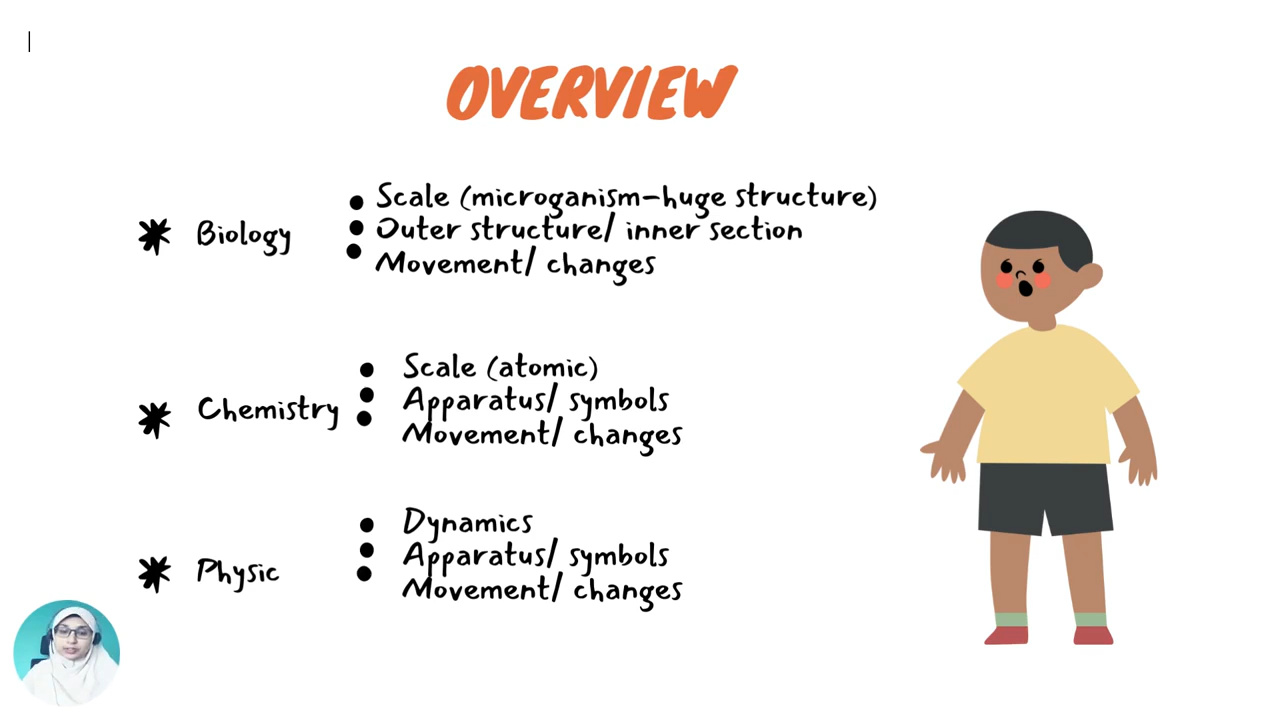 OVERVIEW
Biology
Scale (microganism-huge structure)
Outer structure/ inner section
Movement/ changes
Chemistry
Scale (atomic)
Apparatus/ symbols
Movement/ changes
Physic
Dynamics
Apparatus/ symbols
Movement/ changes